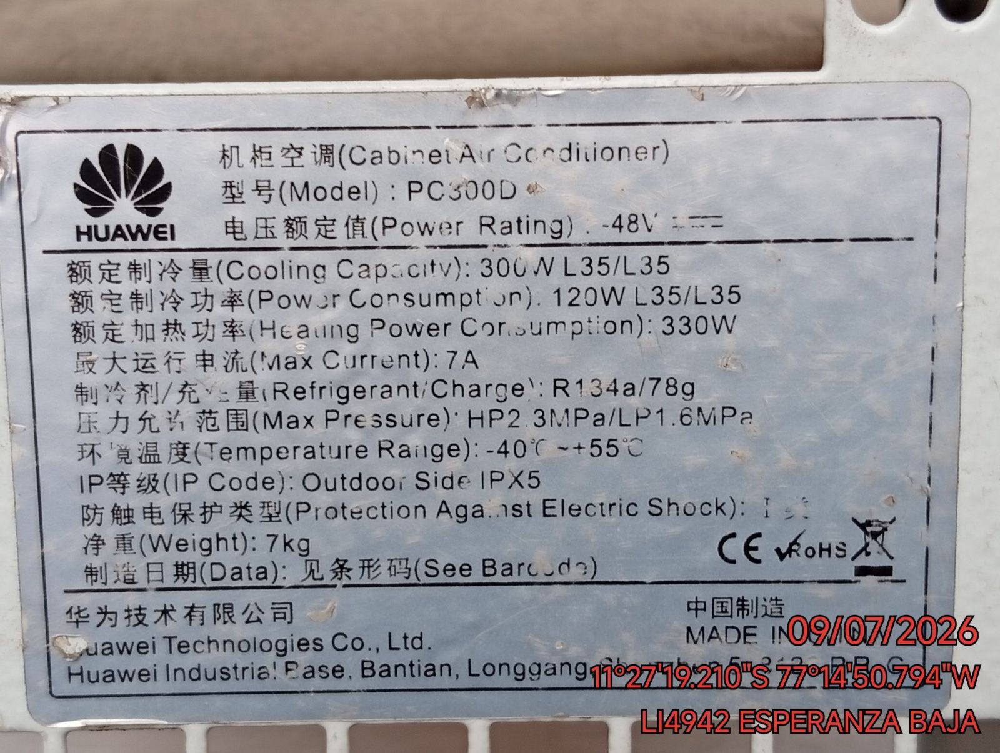 HUAWEI
机柜空调(Cabinet Air Conditioner)
型号(Model) : PC300D
电压额定值(Power Rating) : -48V
额定制冷量(Cooling Capacity): 300W L35/L35
额定制冷功率(Power Consumption): 120W L35/L35
额定加热功率(Heating Power Consumption): 330W
最大运行电流(Max Current): 7A
制冷剂/充注量(Refrigerant/Charge): R134a/78g
压力允许范围(Max Pressure): HP2.3MPa/LP1.6MPa
环境温度(Temperature Range): -40℃ ~+55℃
IP等级(IP Code): Outdoor Side IPX5
防触电保护类型(Protection Against Electric Shock): I
净重(Weight): 7kg
CE RoHS
制造日期(Data): 见条形码(See Barcode)
华为技术有限公司
中国制造
Huawei Technologies Co., Ltd.
MADE IN CHINA
Huawei Industrial Base, Bantian, Longgang,
09/07/2026
11°27'19.210"S 77°14'50.794"W
LI4942 ESPERANZA BAJA